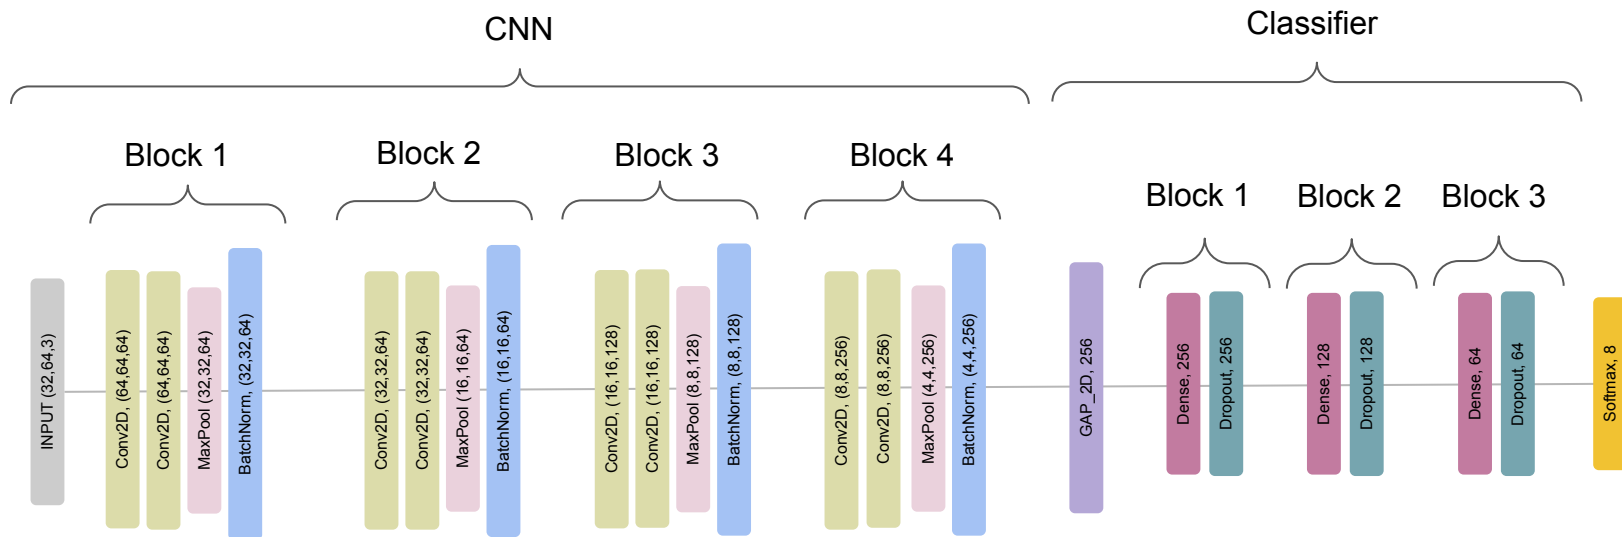 CNN
Classifier
Block 1
Block 2
Block 3
Block 4
Block 1
Block 2
Block 3
INPUT (32,64,3)
Conv2D, (64,64,64)
Conv2D, (64,64,64)
MaxPool (32,32,64)
BatchNorm, (32,32,64)
Conv2D, (32,32,64)
Conv2D, (32,32,64)
MaxPool (16,16,64)
BatchNorm, (16,16,64)
Conv2D, (16,16,128)
Conv2D, (16,16,128)
MaxPool (8,8,128)
BatchNorm, (8,8,128)
Conv2D, (8,8,256)
Conv2D, (8,8,256)
MaxPool (4,4,256)
BatchNorm, (4,4,256)
GAP_2D, 256
Dense, 256
Dropout, 256
Dense, 128
Dropout, 128
Dense, 64
Dropout, 64
Softmax, 8